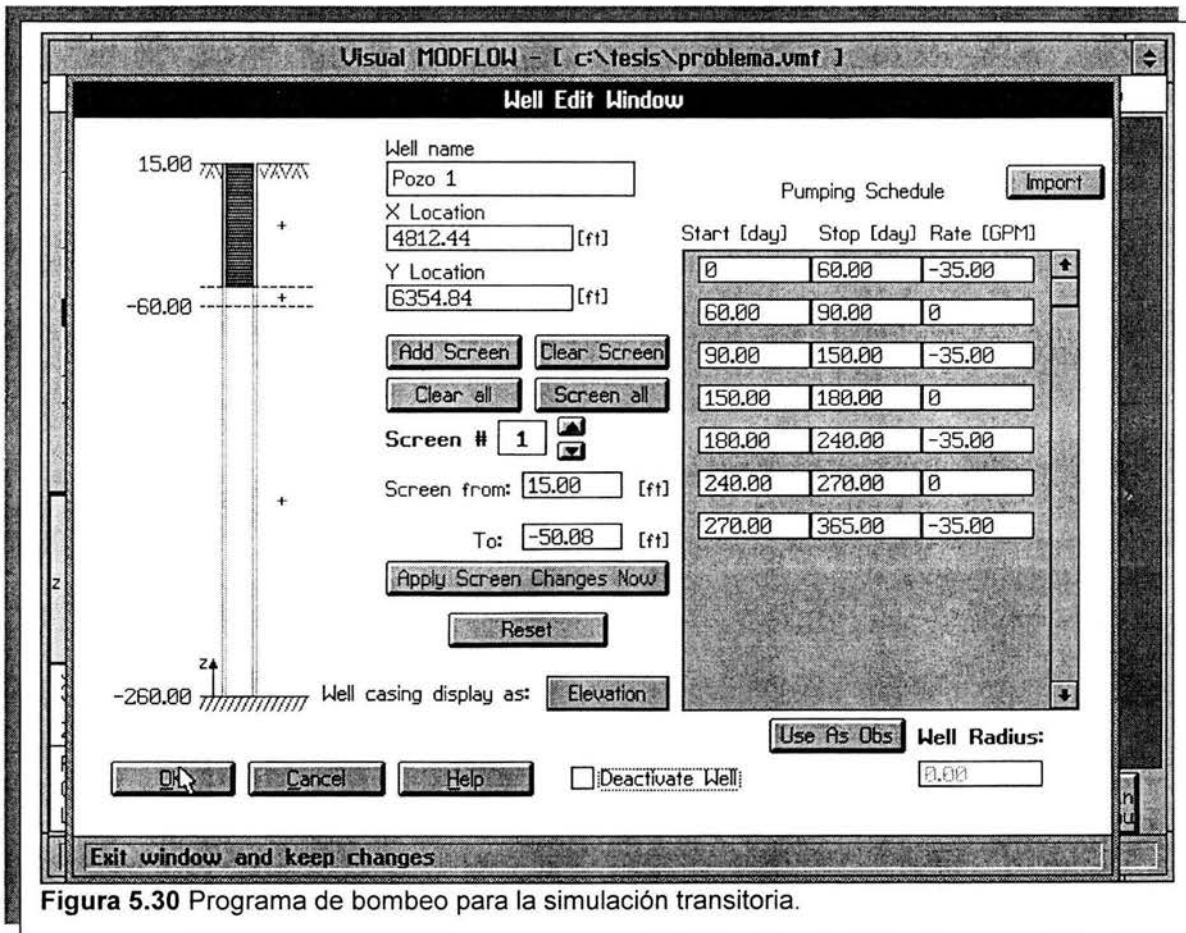 Visual MODFLOW - [ c:\tesis\problema.vmf ]
Well Edit Window
15.00
-60.00
z
-260.00
Well name
Pozo 1
X Location
4812.44 [ft]
Y Location
6354.84 [ft]
Add Screen Clear Screen
Clear all Screen all
Screen # 1
Screen from: 15.00 [ft]
To: -50.08 [ft]
Apply Screen Changes Now
Reset
Well casing display as: Elevation
Pumping Schedule Import
Start [day] Stop [day] Rate [GPM]
0 60.00 -35.00
60.00 90.00 0
90.00 150.00 -35.00
150.00 180.00 0
180.00 240.00 -35.00
240.00 270.00 0
270.00 365.00 -35.00
Use As Obs Well Radius:
0.00
OK Cancel Help Deactivate Well
Exit window and keep changes
z
Figura 5.30 Programa de bombeo para la simulación transitoria.